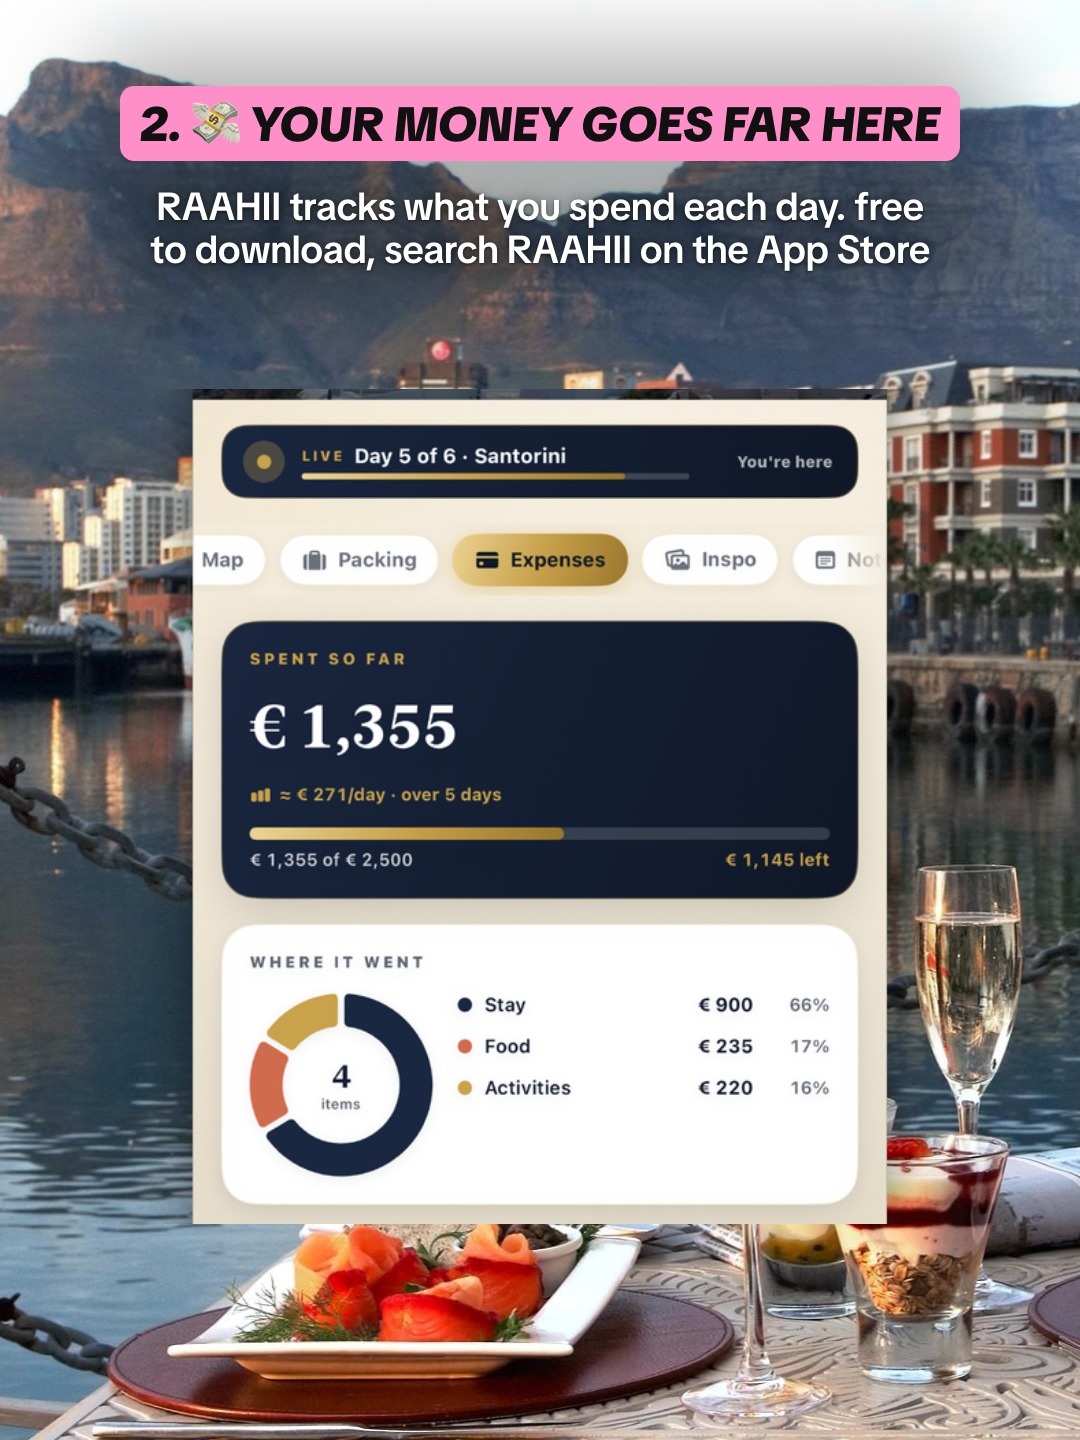 2. 💸 YOUR MONEY GOES FAR HERE
RAAHII tracks what you spend each day. free
to download, search RAAHII on the App Store
LIVE Day 5 of 6 · Santorini
You're here
Map
Packing
Expenses
Inspo
Not
SPENT SO FAR
€ 1,355
≈ € 271/day · over 5 days
€ 1,355 of € 2,500
€ 1,145 left
WHERE IT WENT
4
items
Stay € 900 66%
Food € 235 17%
Activities € 220 16%